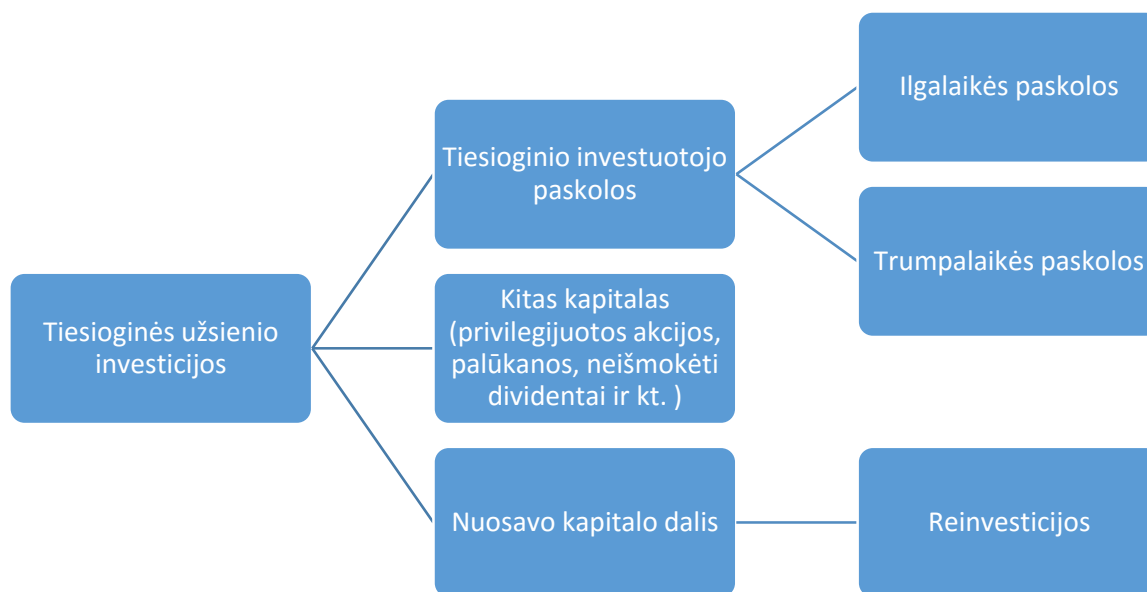 Tiesioginės užsienio
investicijos
Tiesioginio investuotojo
paskolos
Ilgalaikės paskolos
Trumpalaikės paskolos
Kitas kapitalas
(privilegijuotos akcijos,
palūkanos, neišmokėti
dividentai ir kt. )
Nuosavo kapitalo dalis
Reinvesticijos